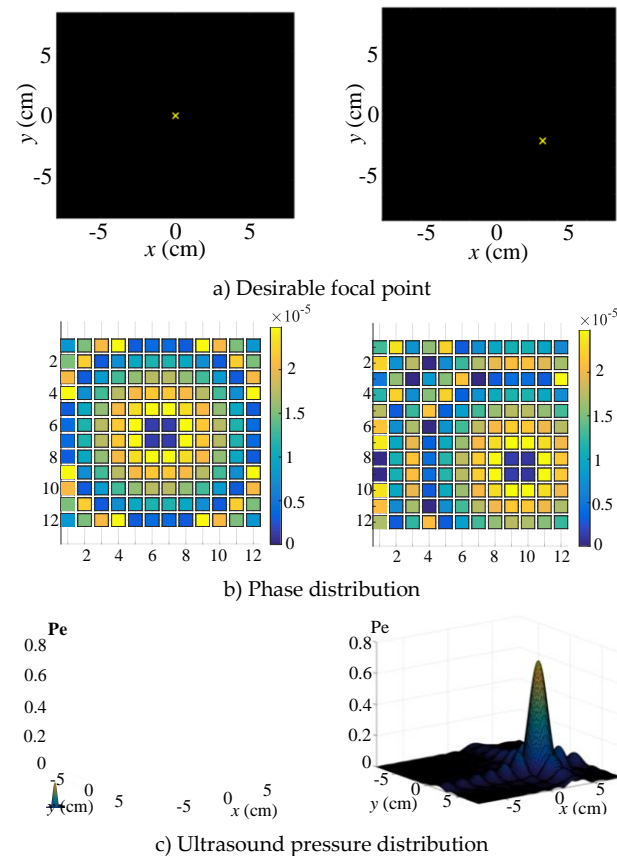 5
0
-5
y (cm)
-5 0 5
x (cm)
5
0
-5
y (cm)
-5 0 5
x (cm)
a) Desirable focal point
×10⁻⁵
2
4
6
8
10
12
2 4 6 8 10 12
2
1.5
1
0.5
0
×10⁻⁵
2
4
6
8
10
12
2 4 6 8 10 12
2
1.5
1
0.5
0
b) Phase distribution
Pe
0.8
0.6
0.4
0.2
0
-5 0 5
y (cm)
-5 0 5
x (cm)
Pe
0.8
0.6
0.4
0.2
0
-5 0 5
y (cm)
-5 0 5
x (cm)
c) Ultrasound pressure distribution